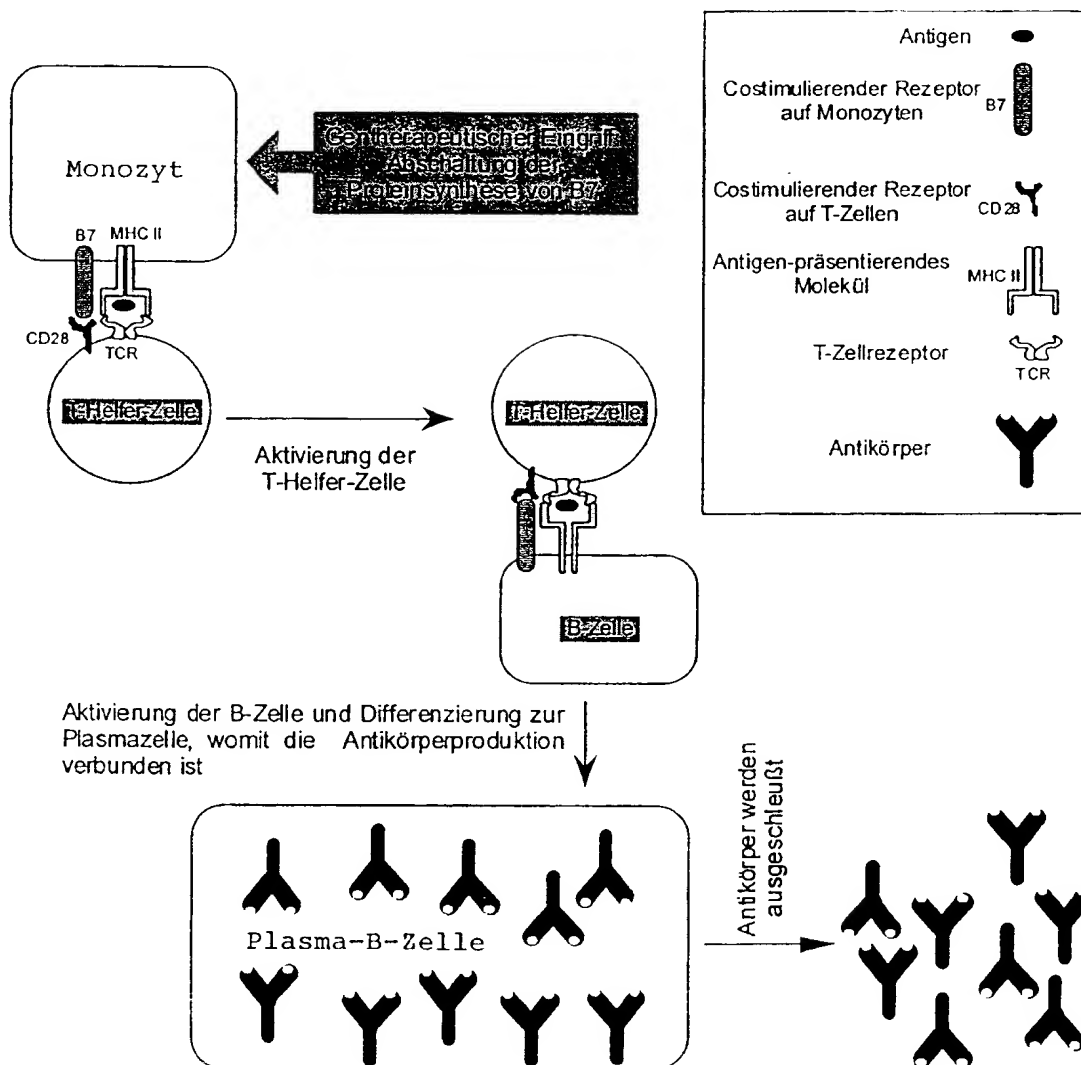 Monozyt
B7
MHC II
Gentherapeutischer Eingriff:
Abschaltung der
Proteinsynthese von B7
CD28
TCR
T-Helfer-Zelle
Aktivierung der
T-Helfer-Zelle
T-Helfer-Zelle
B-Zelle
Antigen
Costimulierender Rezeptor
auf Monozyten
B7
Costimulierender Rezeptor
auf T-Zellen
CD28
Antigen-präsentierendes
Molekül
MHC II
T-Zellrezeptor
TCR
Antikörper
Aktivierung der B-Zelle und Differenzierung zur
Plasmazelle, womit die Antikörperproduktion
verbunden ist
Plasma-B-Zelle
Antikörper werden
ausgeschleußt